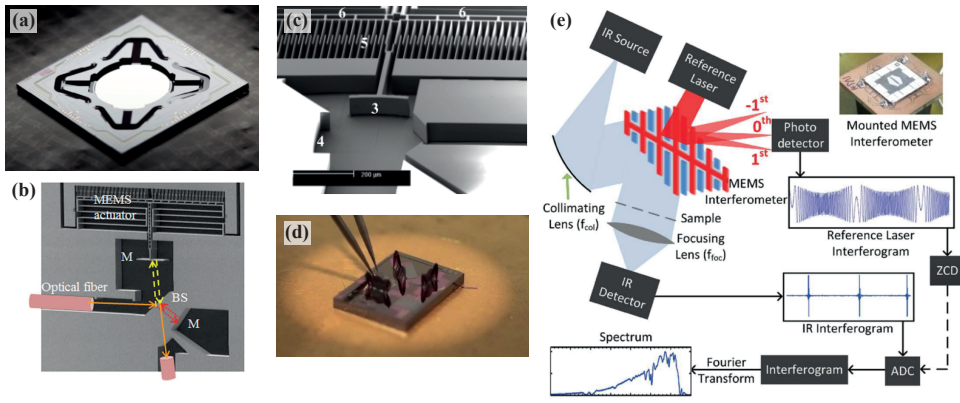 (a)
(b)
MEMS
actuator
M
Optical fiber
BS
M
(c)
6
6
5
3
4
200 μm
(d)
(e)
IR Source
Reference
Laser
-1st
0th
1st
Photo
detector
Mounted MEMS
Interferometer
MEMS
Interferometer
Collimating
Lens (fcol)
Sample
Focusing
Lens (ffoc)
Reference Laser
Interferogram
ZCD
IR
Detector
IR Interferogram
Spectrum
Fourier
Transform
Interferogram
ADC